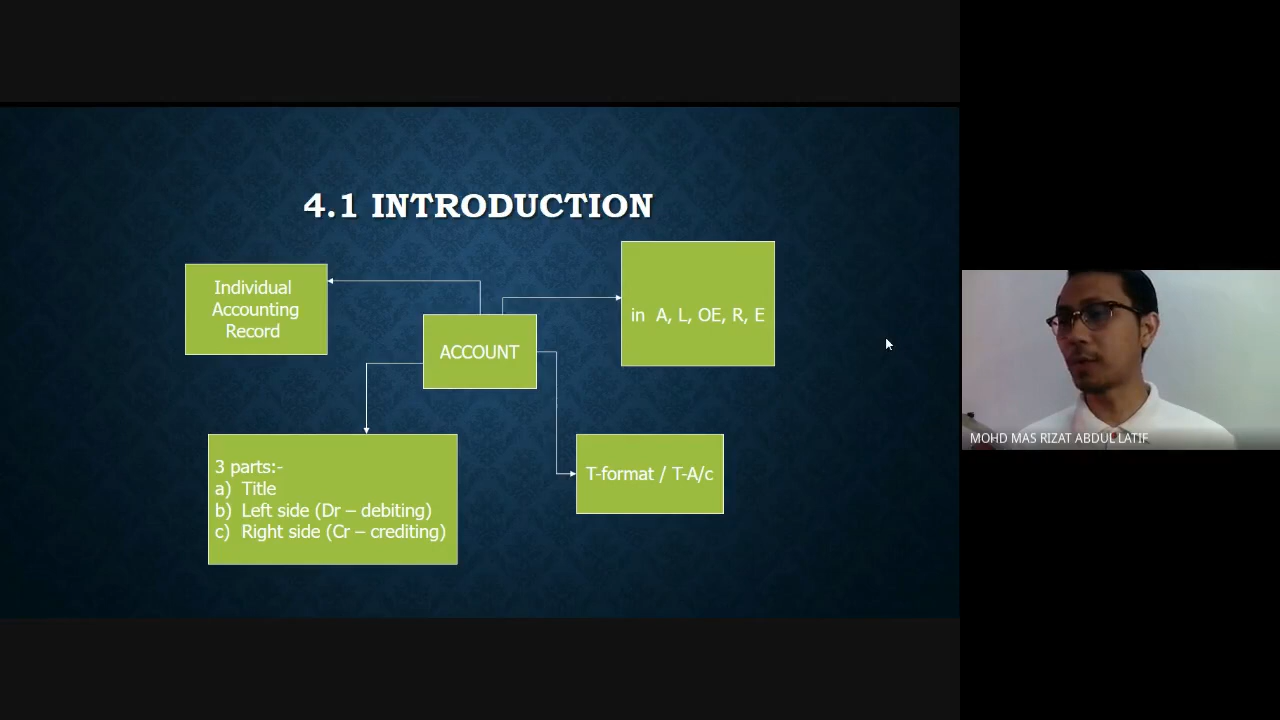 4.1 INTRODUCTION
Individual
Accounting
Record
ACCOUNT
in A, L, OE, R, E
3 parts:-
a) Title
b) Left side (Dr – debiting)
c) Right side (Cr – crediting)
T-format / T-A/c
MOHD MAS RIZAT ABDUL LATIF